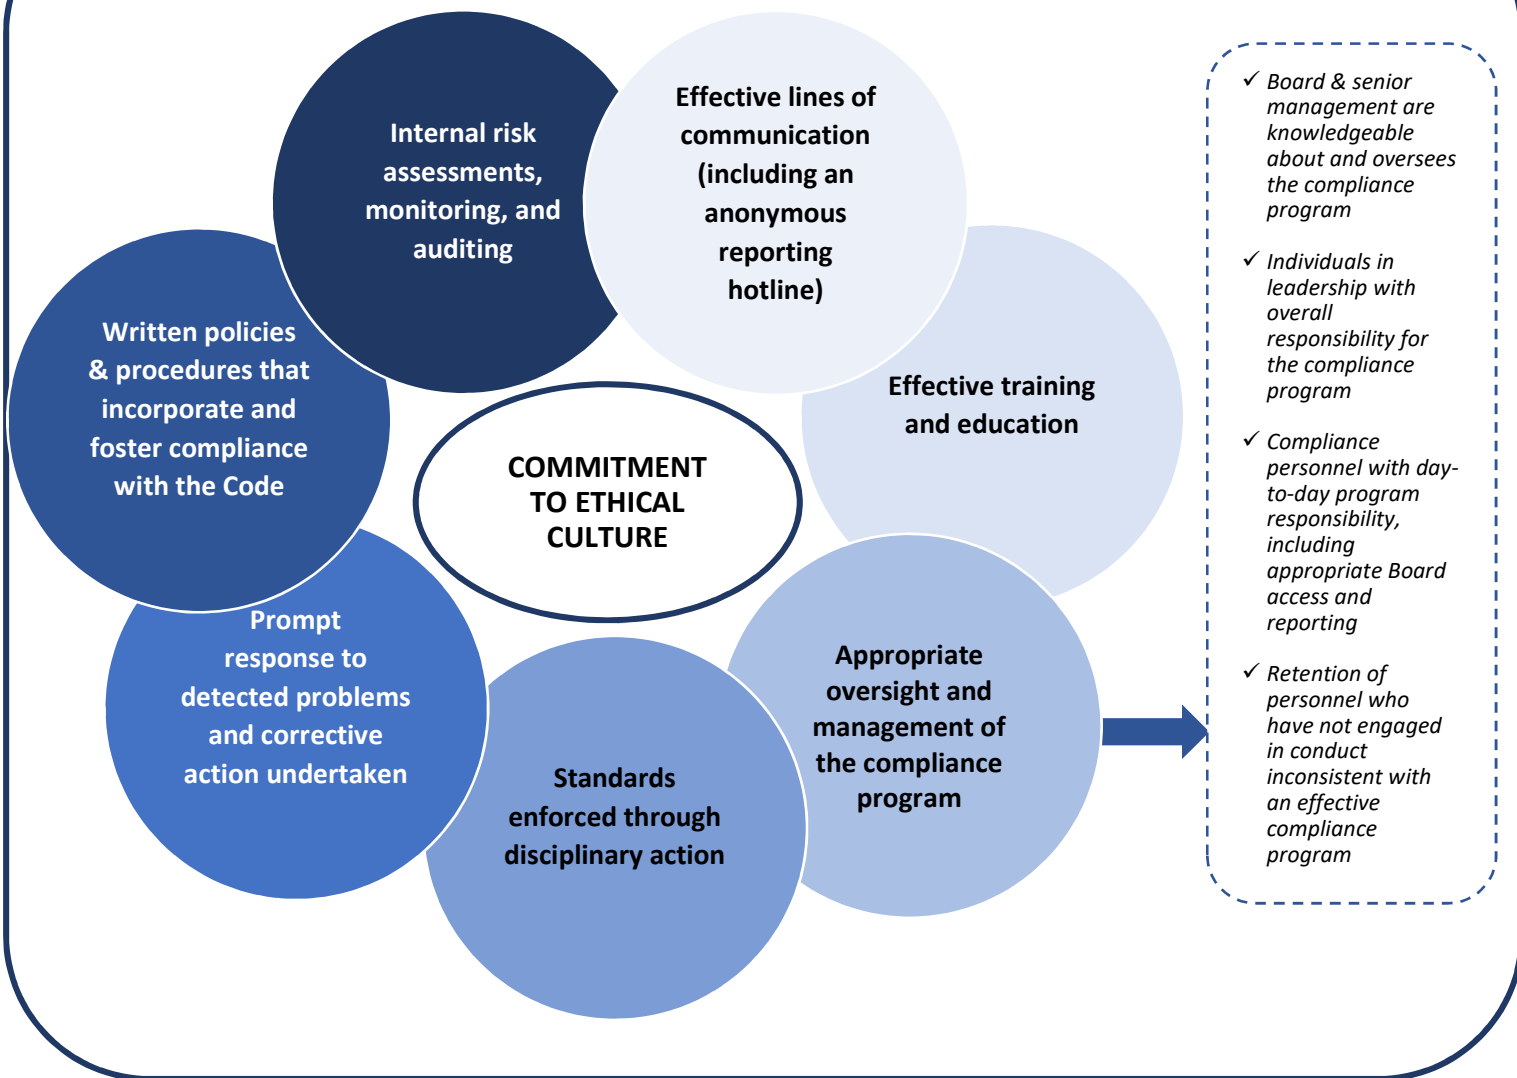 Internal risk
assessments,
monitoring, and
auditing
Effective lines of
communication
(including an
anonymous
reporting
hotline)
Effective training
and education
Appropriate
oversight and
management of
the compliance
program
Standards
enforced through
disciplinary action
Prompt
response to
detected problems
and corrective
action undertaken
Written policies
& procedures that
incorporate and
foster compliance
with the Code
COMMITMENT
TO ETHICAL
CULTURE
✓ Board & senior
management are
knowledgeable
about and oversees
the compliance
program
✓ Individuals in
leadership with
overall
responsibility for
the compliance
program
✓ Compliance
personnel with day-
to-day program
responsibility,
including
appropriate Board
access and
reporting
✓ Retention of
personnel who
have not engaged
in conduct
inconsistent with
an effective
compliance
program